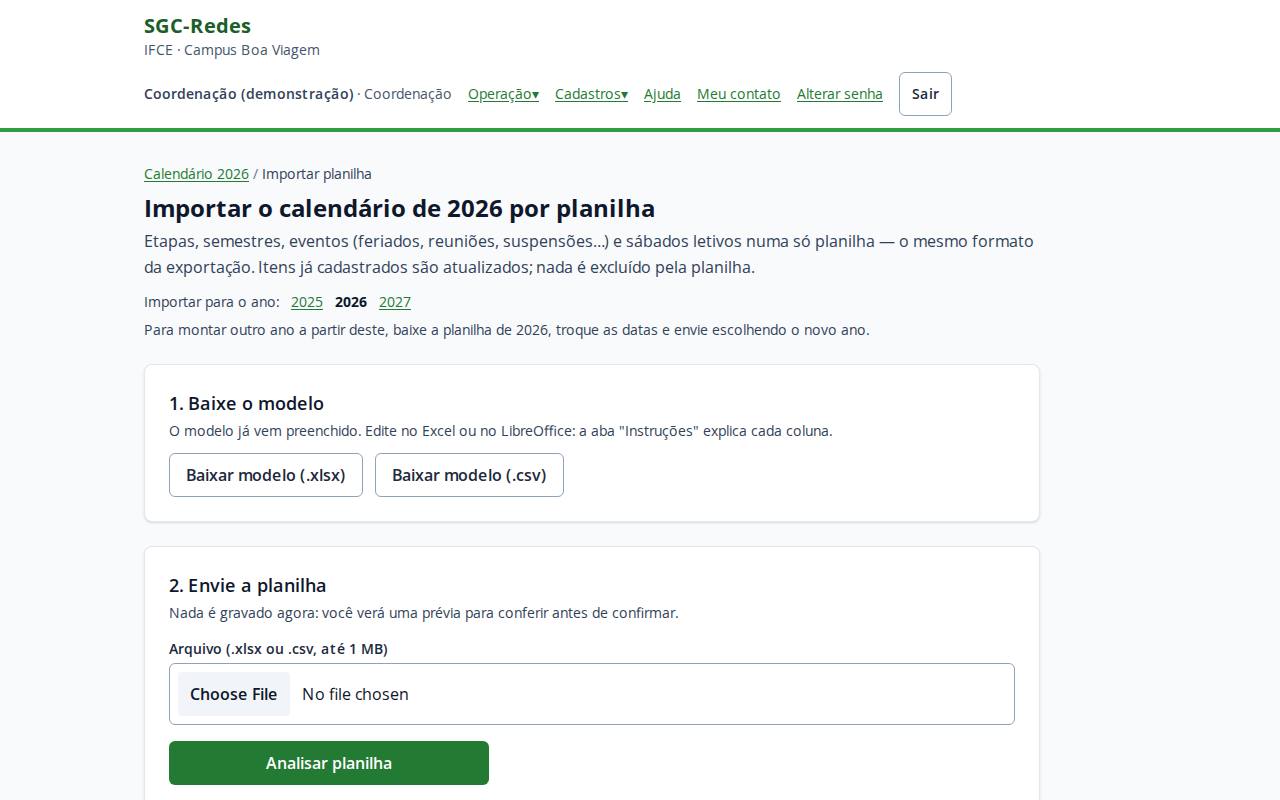 SGC-Redes
IFCE · Campus Boa Viagem
Coordenação (demonstração) · Coordenação Operação▾ Cadastros▾ Ajuda Meu contato Alterar senha Sair
Calendário 2026 / Importar planilha
Importar o calendário de 2026 por planilha
Etapas, semestres, eventos (feriados, reuniões, suspensões...) e sábados letivos numa só planilha — o mesmo formato
da exportação. Itens já cadastrados são atualizados; nada é excluído pela planilha.
Importar para o ano: 2025 2026 2027
Para montar outro ano a partir deste, baixe a planilha de 2026, troque as datas e envie escolhendo o novo ano.
1. Baixe o modelo
O modelo já vem preenchido. Edite no Excel ou no LibreOffice: a aba "Instruções" explica cada coluna.
Baixar modelo (.xlsx) Baixar modelo (.csv)
2. Envie a planilha
Nada é gravado agora: você verá uma prévia para conferir antes de confirmar.
Arquivo (.xlsx ou .csv, até 1 MB)
Choose File No file chosen
Analisar planilha